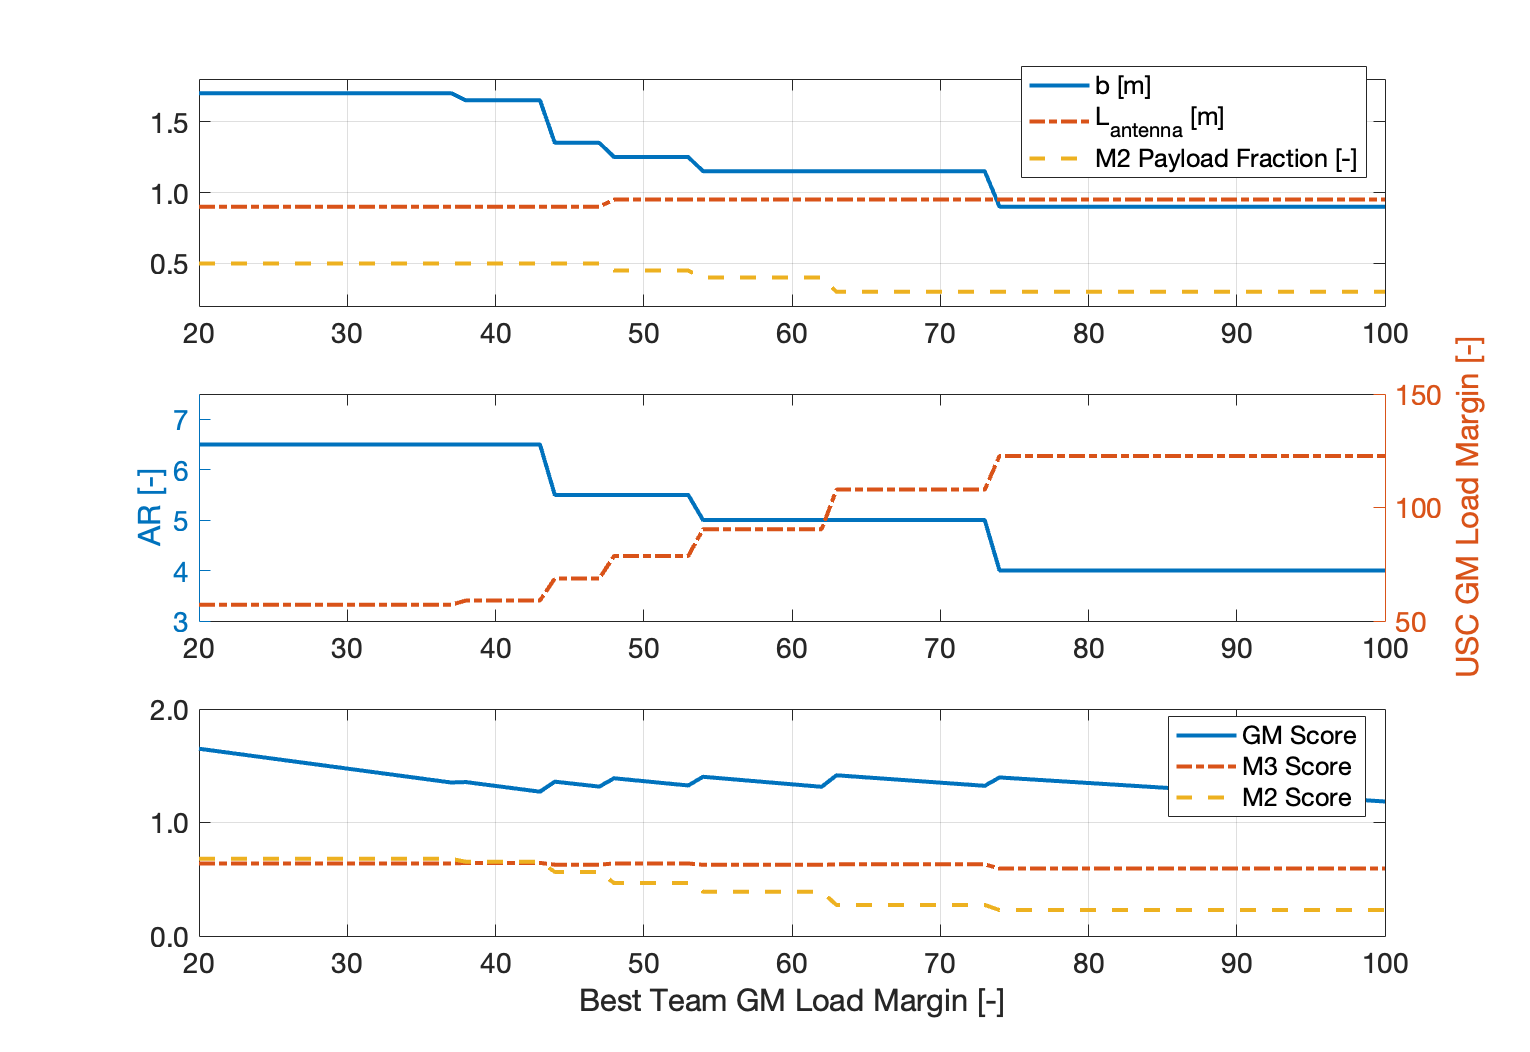 b [m]
L_antenna [m]
M2 Payload Fraction [-]
1.5
1.0
0.5
20 30 40 50 60 70 80 90 100
AR [-]
7
6
5
4
3
150
100
50
USC GM Load Margin [-]
20 30 40 50 60 70 80 90 100
GM Score
M3 Score
M2 Score
2.0
1.0
0.0
20 30 40 50 60 70 80 90 100
Best Team GM Load Margin [-]